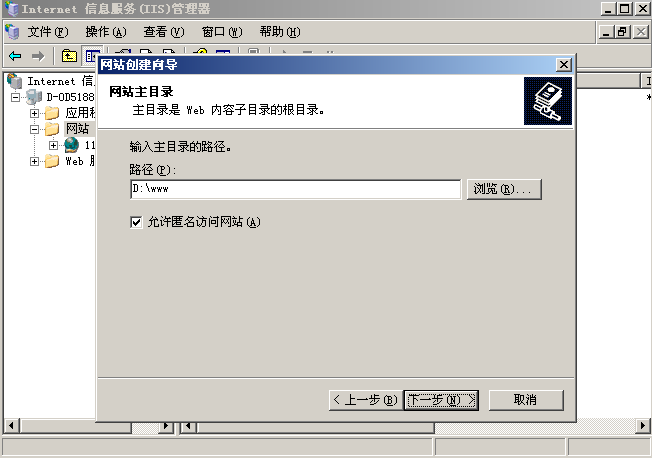 Internet 信息服务(IIS)管理器
文件(F) 操作(A) 查看(V) 窗口(W) 帮助(H)
网站创建向导
网站主目录
主目录是 Web 内容子目录的根目录。
Internet 信
D-OD5188
应用程
网站
11
Web 服
输入主目录的路径。
路径(P):
D:\www
浏览(R)...
允许匿名访问网站(A)
< 上一步(B) 下一步(N) > 取消